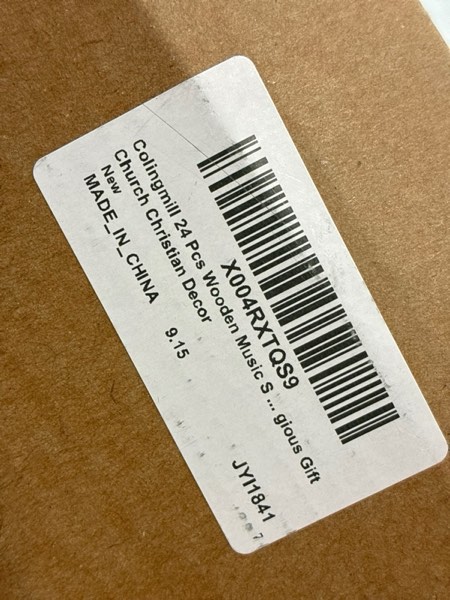 X004RXTQS9
Colingmill 24 Pcs Wooden Music S ... gious Gift
Church Christian Decor
New
MADE_IN_CHINA 9.15 JYI1841